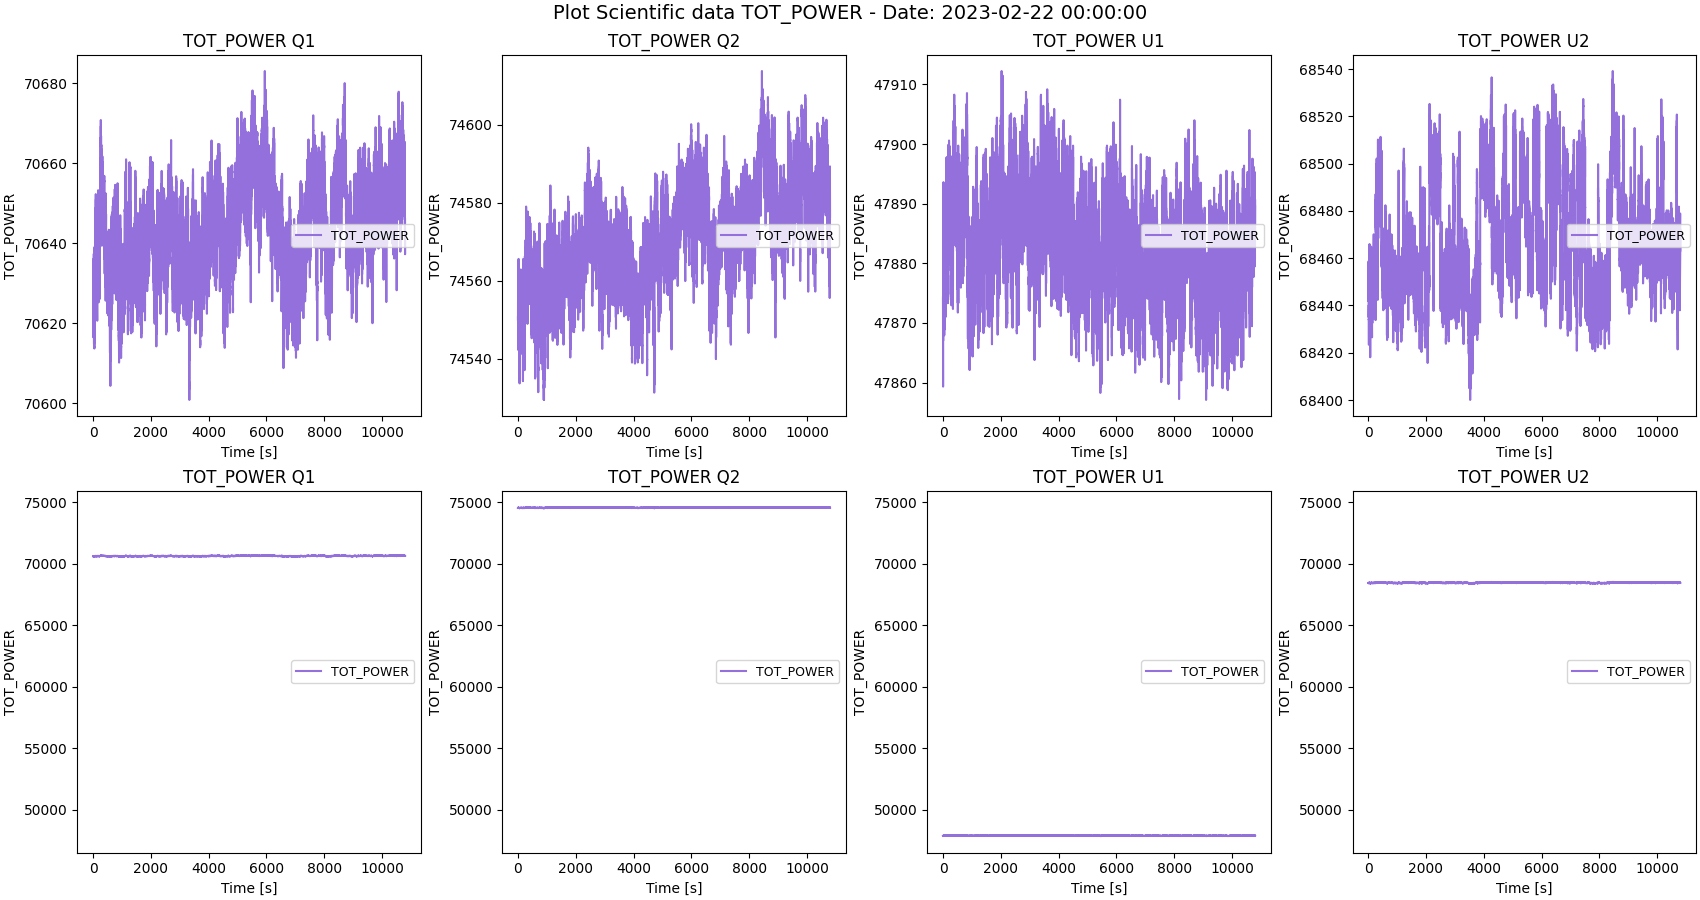 Plot Scientific data TOT_POWER - Date: 2023-02-22 00:00:00
TOT_POWER Q1
TOT_POWER
70680
70660
70640
70620
70600
TOT_POWER
0 2000 4000 6000 8000 10000
Time [s]
TOT_POWER Q2
TOT_POWER
74600
74580
74560
74540
TOT_POWER
0 2000 4000 6000 8000 10000
Time [s]
TOT_POWER U1
TOT_POWER
47910
47900
47890
47880
47870
47860
TOT_POWER
0 2000 4000 6000 8000 10000
Time [s]
TOT_POWER U2
TOT_POWER
68540
68520
68500
68480
68460
68440
68420
68400
TOT_POWER
0 2000 4000 6000 8000 10000
Time [s]
TOT_POWER Q1
TOT_POWER
75000
70000
65000
60000
55000
50000
TOT_POWER
0 2000 4000 6000 8000 10000
Time [s]
TOT_POWER Q2
TOT_POWER
75000
70000
65000
60000
55000
50000
TOT_POWER
0 2000 4000 6000 8000 10000
Time [s]
TOT_POWER U1
TOT_POWER
75000
70000
65000
60000
55000
50000
TOT_POWER
0 2000 4000 6000 8000 10000
Time [s]
TOT_POWER U2
TOT_POWER
75000
70000
65000
60000
55000
50000
TOT_POWER
0 2000 4000 6000 8000 10000
Time [s]